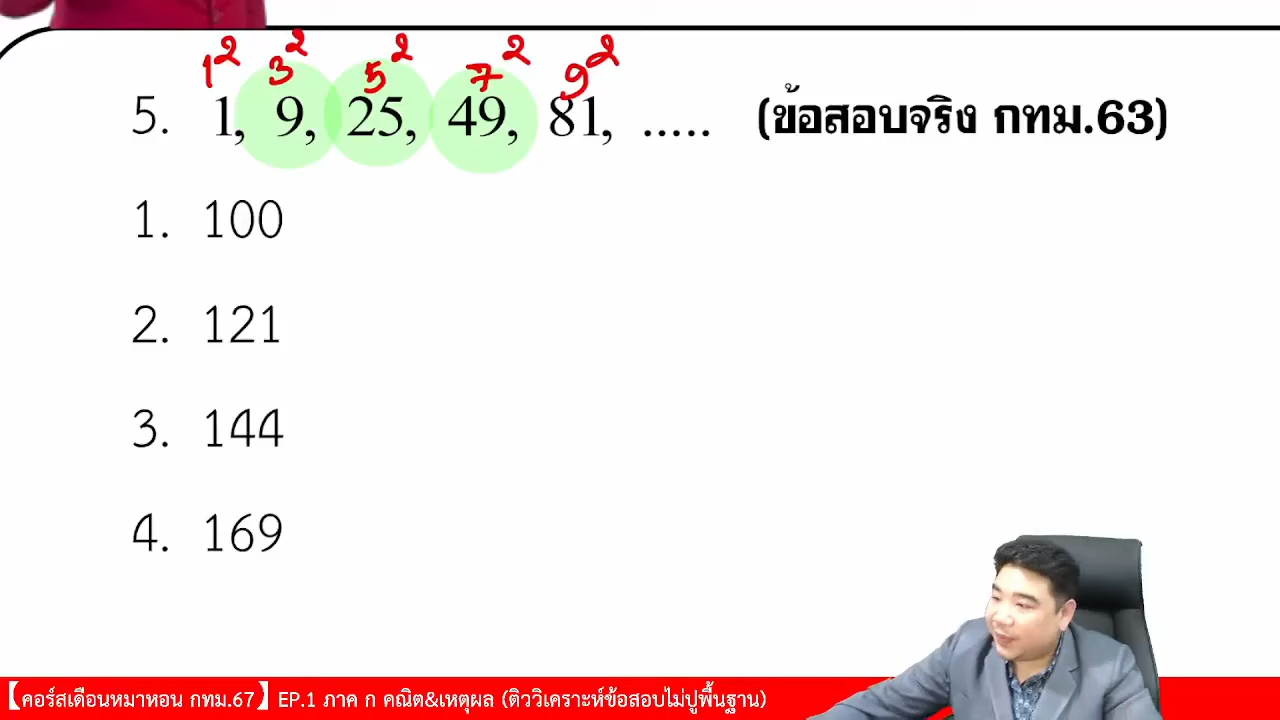 1² 3² 5² 7² 9²
5. 1, 9, 25, 49, 81, ..... (ข้อสอบจริง กทม.63)
1. 100
2. 121
3. 144
4. 169
【คอร์สเดือนหมาหอน กทม.67】 EP.1 ภาค ก คณิต&เหตุผล (ติววิเคราะห์ข้อสอบไม่ปูพื้นฐาน)